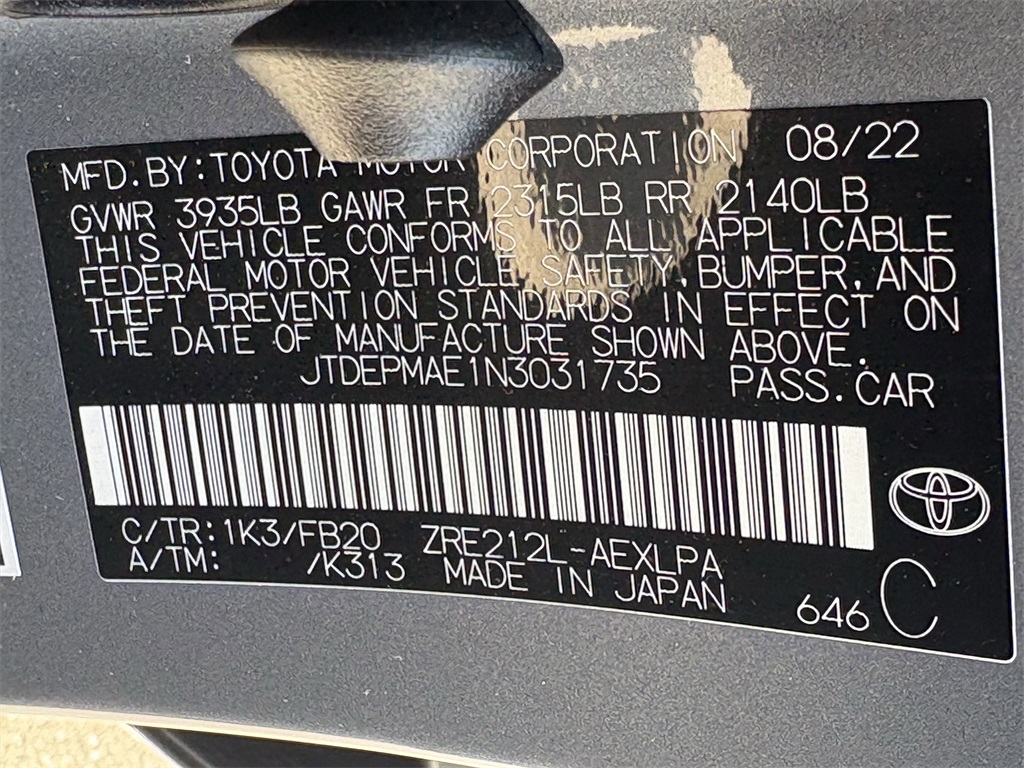 MFD. BY: TOYOTA MOTOR CORPORATION 08/22
GVWR 3935LB GAWR FR 2315LB RR 2140LB
THIS VEHICLE CONFORMS TO ALL APPLICABLE
FEDERAL MOTOR VEHICLE SAFETY, BUMPER, AND
THEFT PREVENTION STANDARDS IN EFFECT ON
THE DATE OF MANUFACTURE SHOWN ABOVE.
JTDEPMAE1N3031735 PASS. CAR
C/TR: 1K3/FB20 ZRE212L-AEXLPA
A/TM: /K313 MADE IN JAPAN
646 C